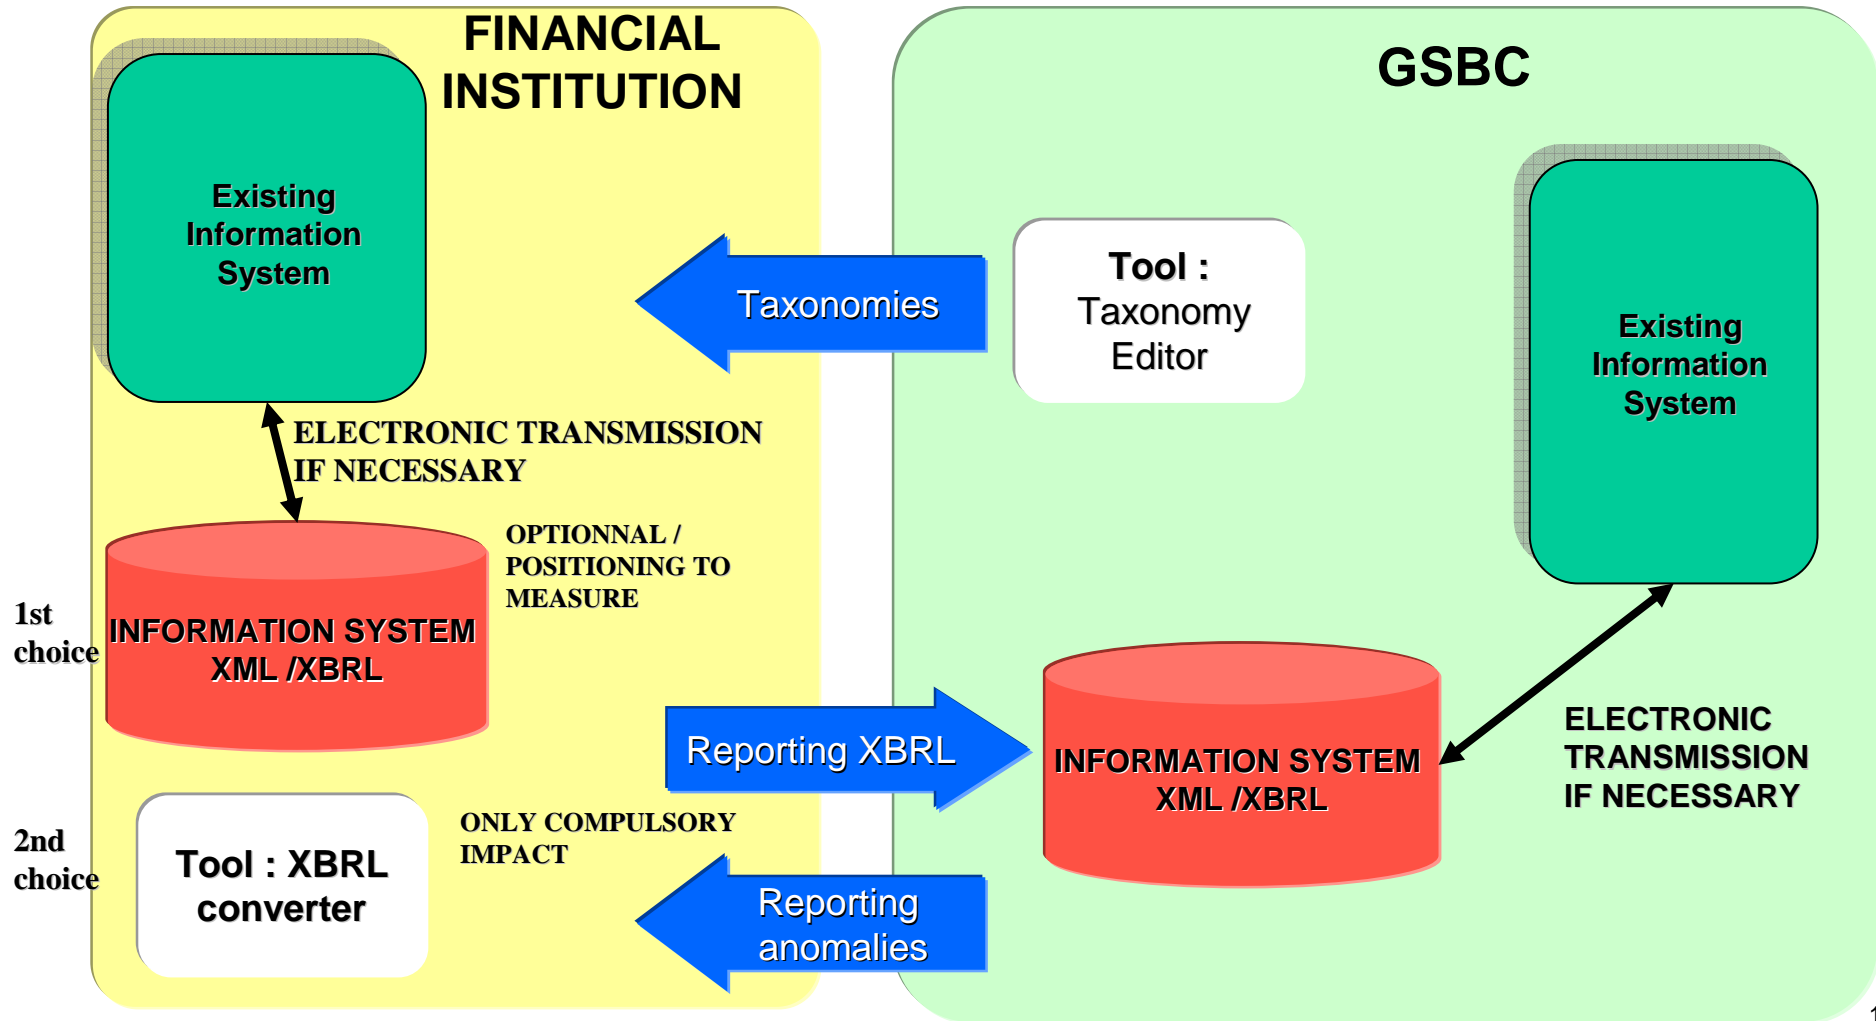 FINANCIAL
INSTITUTION
Existing
Information
System
ELECTRONIC TRANSMISSION
IF NECESSARY
OPTIONNAL /
POSITIONING TO
MEASURE
1st
choice
INFORMATION SYSTEM
XML /XBRL
2nd
choice
Tool : XBRL
converter
ONLY COMPULSORY
IMPACT
Taxonomies
Reporting XBRL
Reporting
anomalies
GSBC
Tool :
Taxonomy
Editor
Existing
Information
System
INFORMATION SYSTEM
XML /XBRL
ELECTRONIC
TRANSMISSION
IF NECESSARY